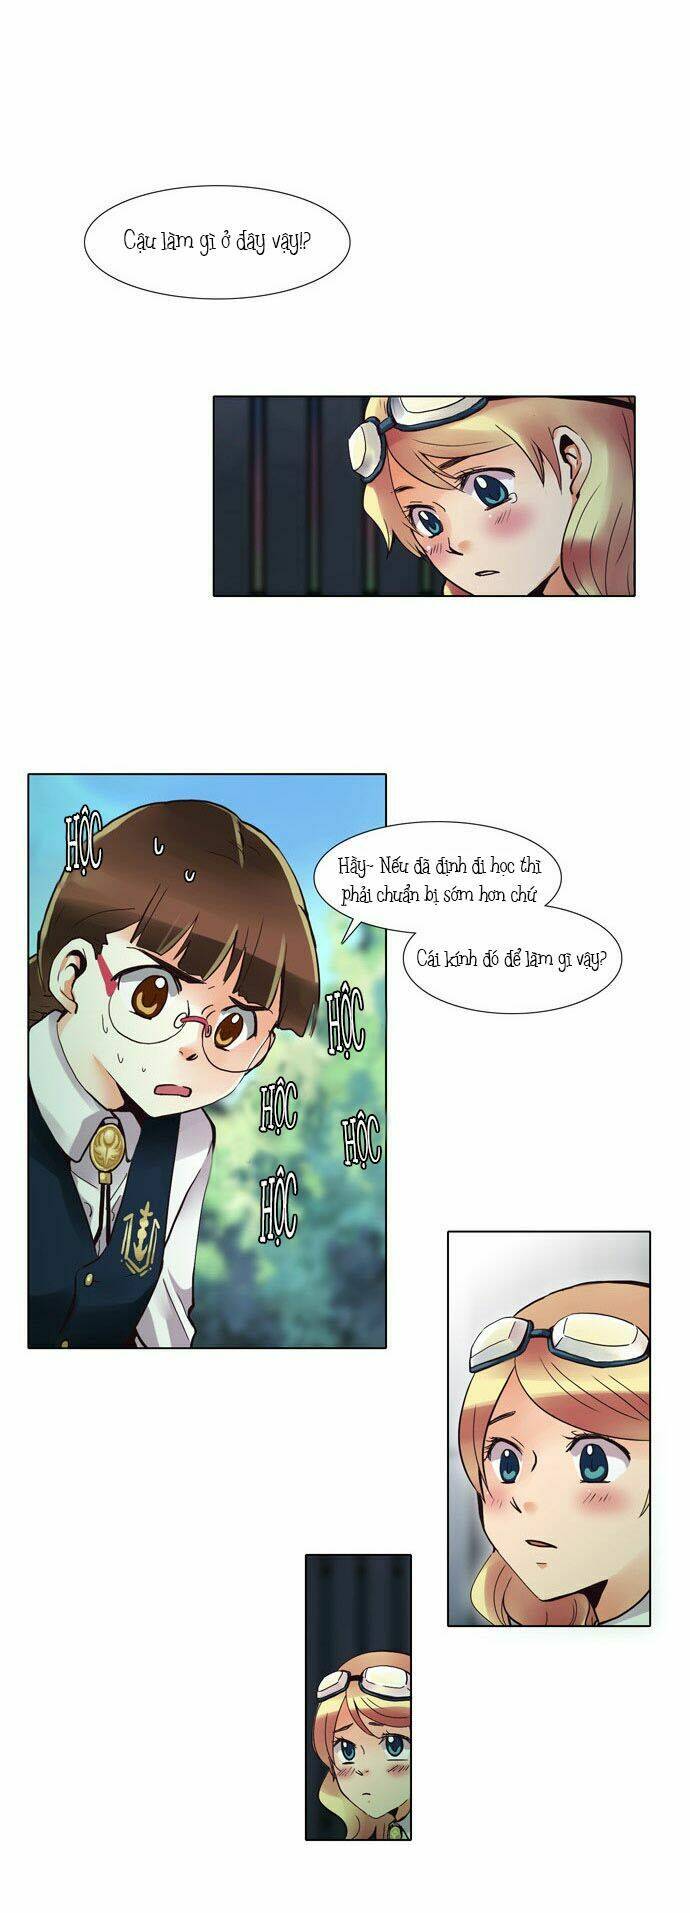 Cậu làm gì ở đây vậy!?
HỘC
Hầy~ Nếu đã định đi học thì
phải chuẩn bị sớm hơn chứ
Cái kính đó để làm gì vậy?
HỘC
HỘC
HỘC
HỘC